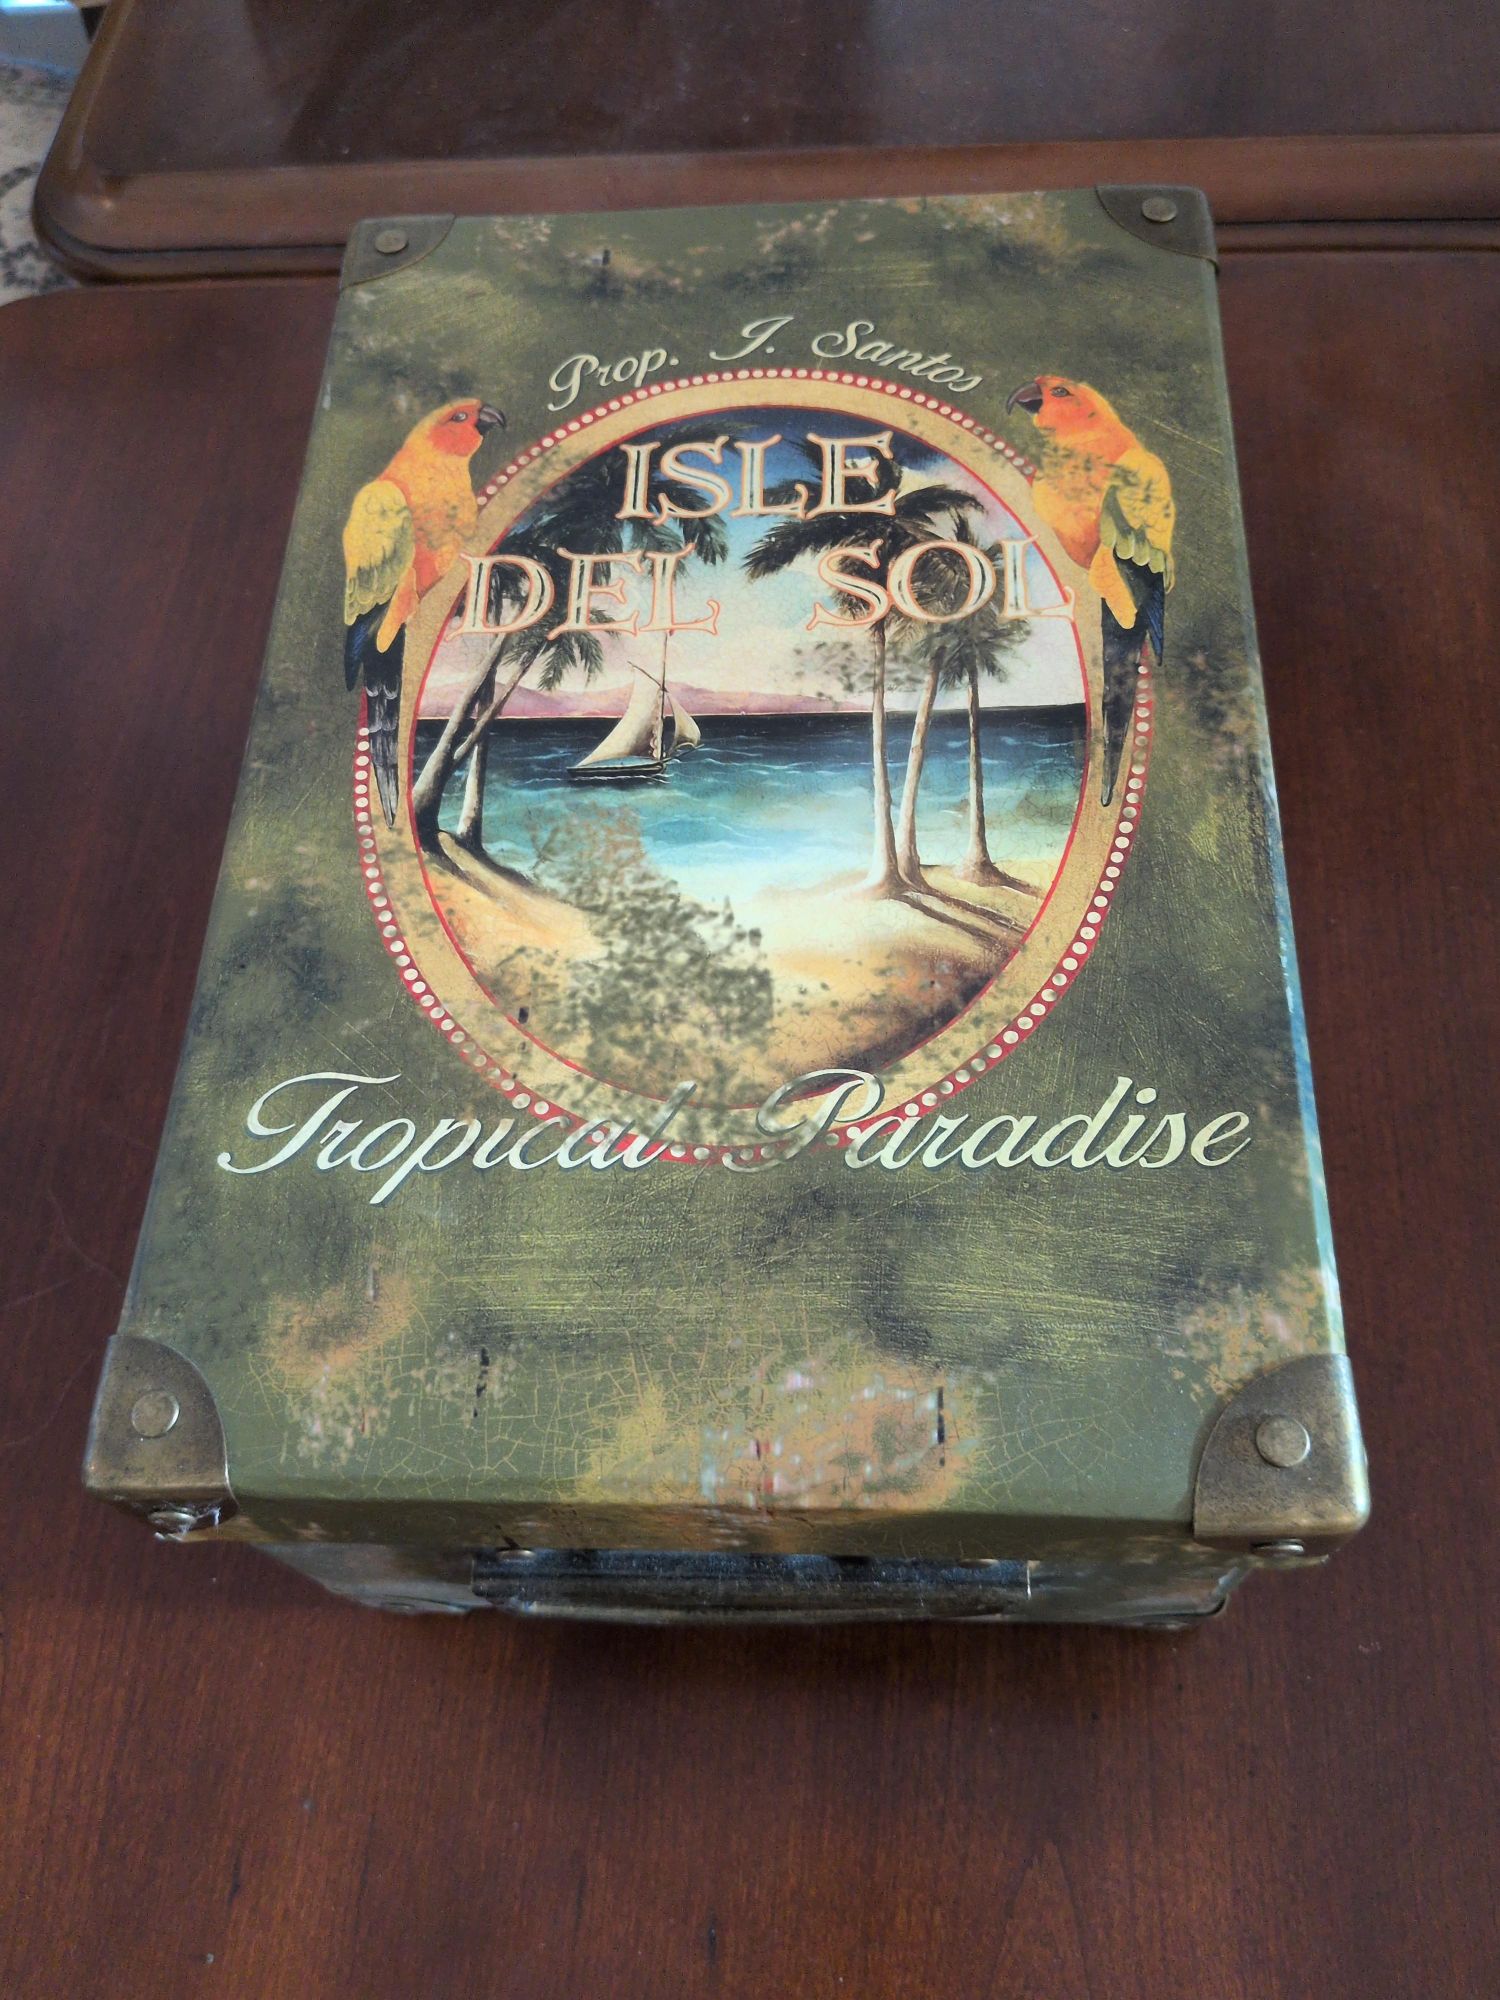 Prop. J. Santos
ISLE
DEL SOL
Tropical Paradise